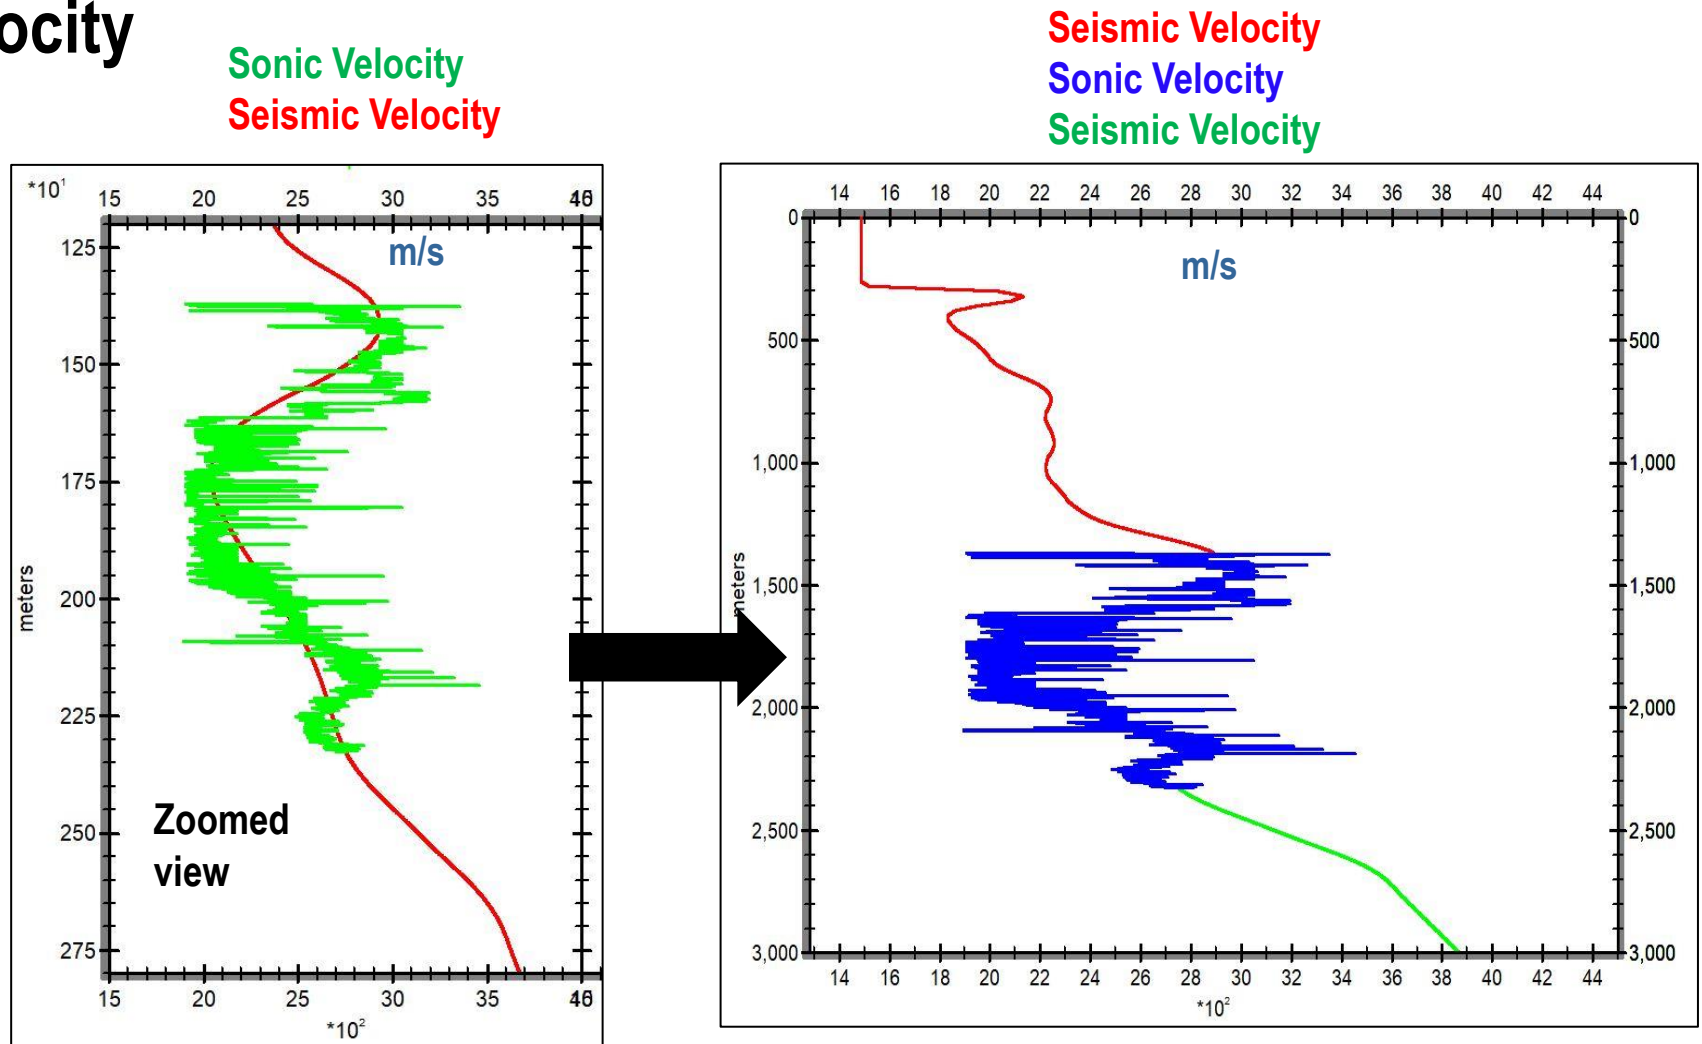 ocity
Sonic Velocity
Seismic Velocity
Seismic Velocity
Sonic Velocity
Seismic Velocity
*10¹
15 20 25 30 35
m/s
125
150
175
200
225
250
275
meters
Zoomed
view
15 20 25 30 35
*10²
14 16 18 20 22 24 26 28 30 32 34 36 38 40 42 44
m/s
0 0
500 500
1,000 1,000
1,500 1,500
2,000 2,000
2,500 2,500
3,000 3,000
meters
14 16 18 20 22 24 26 28 30 32 34 36 38 40 42 44
*10²